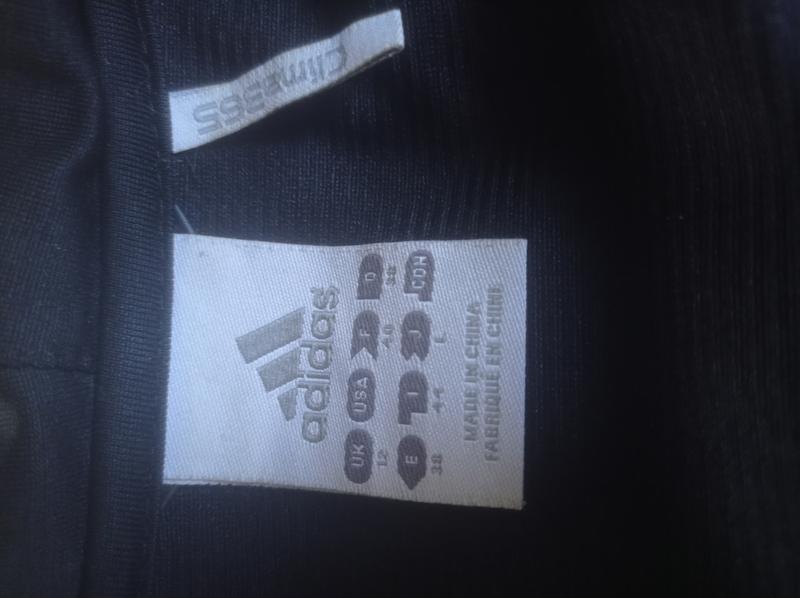 Clima365
adidas
UK USA F D
12 40 38
E I J CDN
38 44 L
MADE IN CHINA
FABRIQUE EN CHINE